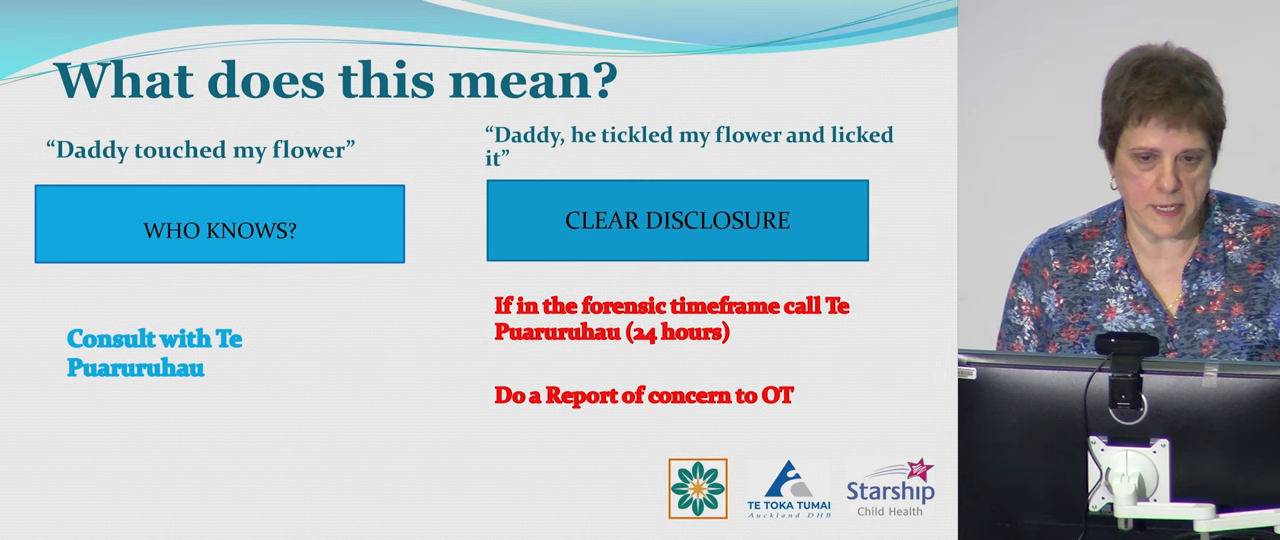 What does this mean?
“Daddy touched my flower”
WHO KNOWS?
Consult with Te
Puaruruhau
“Daddy, he tickled my flower and licked
it”
CLEAR DISCLOSURE
If in the forensic timeframe call Te
Puaruruhau (24 hours)
Do a Report of concern to OT
TE TOKA TUMAI
Auckland DHB
Starship
Child Health